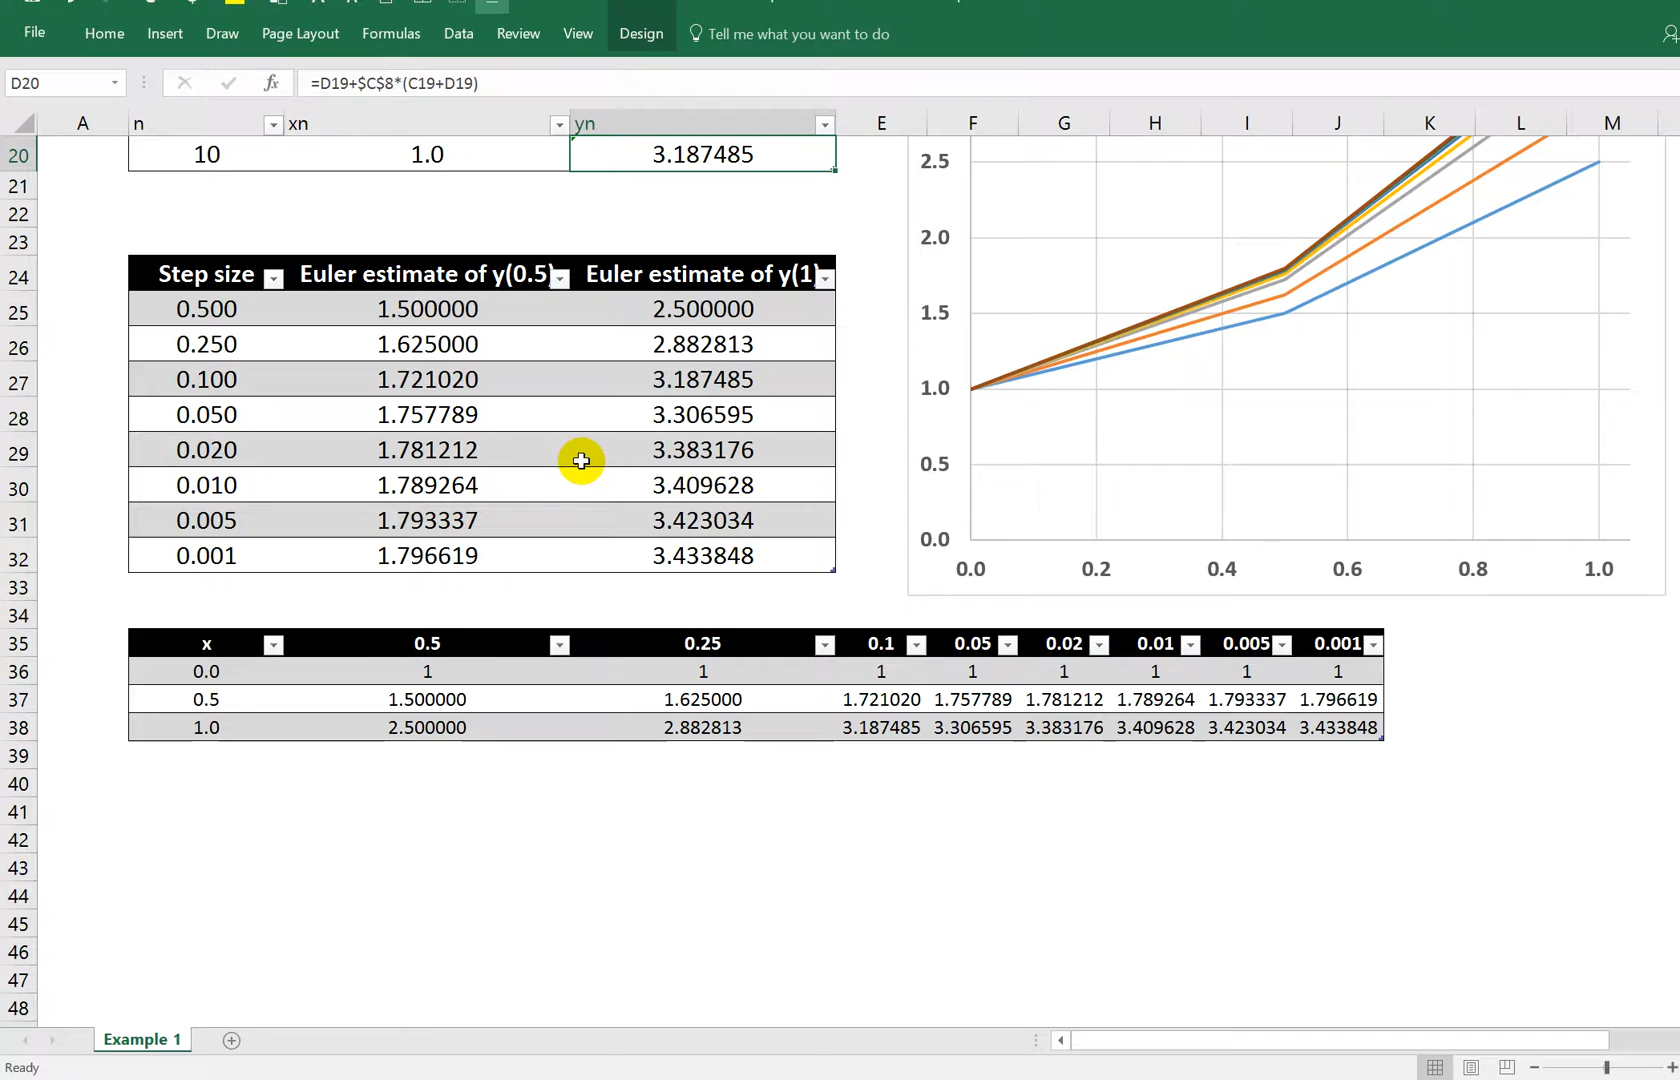 File Home Insert Draw Page Layout Formulas Data Review View Design Tell me what you want to do
D20 fx =D19+$C$8*(C19+D19)
A n xn yn E F G H I J K L M
20 10 1.0 3.187485
21
22
23
24 Step size Euler estimate of y(0.5) Euler estimate of y(1)
25 0.500 1.500000 2.500000
26 0.250 1.625000 2.882813
27 0.100 1.721020 3.187485
28 0.050 1.757789 3.306595
29 0.020 1.781212 3.383176
30 0.010 1.789264 3.409628
31 0.005 1.793337 3.423034
32 0.001 1.796619 3.433848
33
34
2.5
2.0
1.5
1.0
0.5
0.0
0.0 0.2 0.4 0.6 0.8 1.0
35 x 0.5 0.25 0.1 0.05 0.02 0.01 0.005 0.001
36 0.0 1 1 1 1 1 1 1 1
37 0.5 1.500000 1.625000 1.721020 1.757789 1.781212 1.789264 1.793337 1.796619
38 1.0 2.500000 2.882813 3.187485 3.306595 3.383176 3.409628 3.423034 3.433848
39
40
41
42
43
44
45
46
47
48
Example 1
Ready